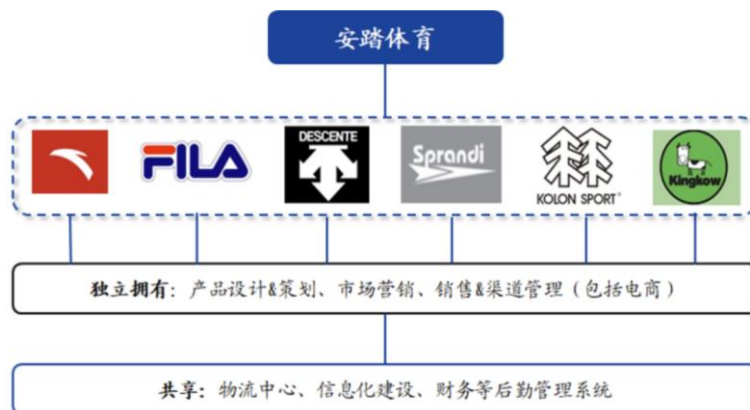 安踏体育
FILA
DESCENTE
Sprandi
KOLON SPORT®
Kingkow
独立拥有：产品设计&策划、市场营销、销售&渠道管理（包括电商）
共享：物流中心、信息化建设、财务等后勤管理系统